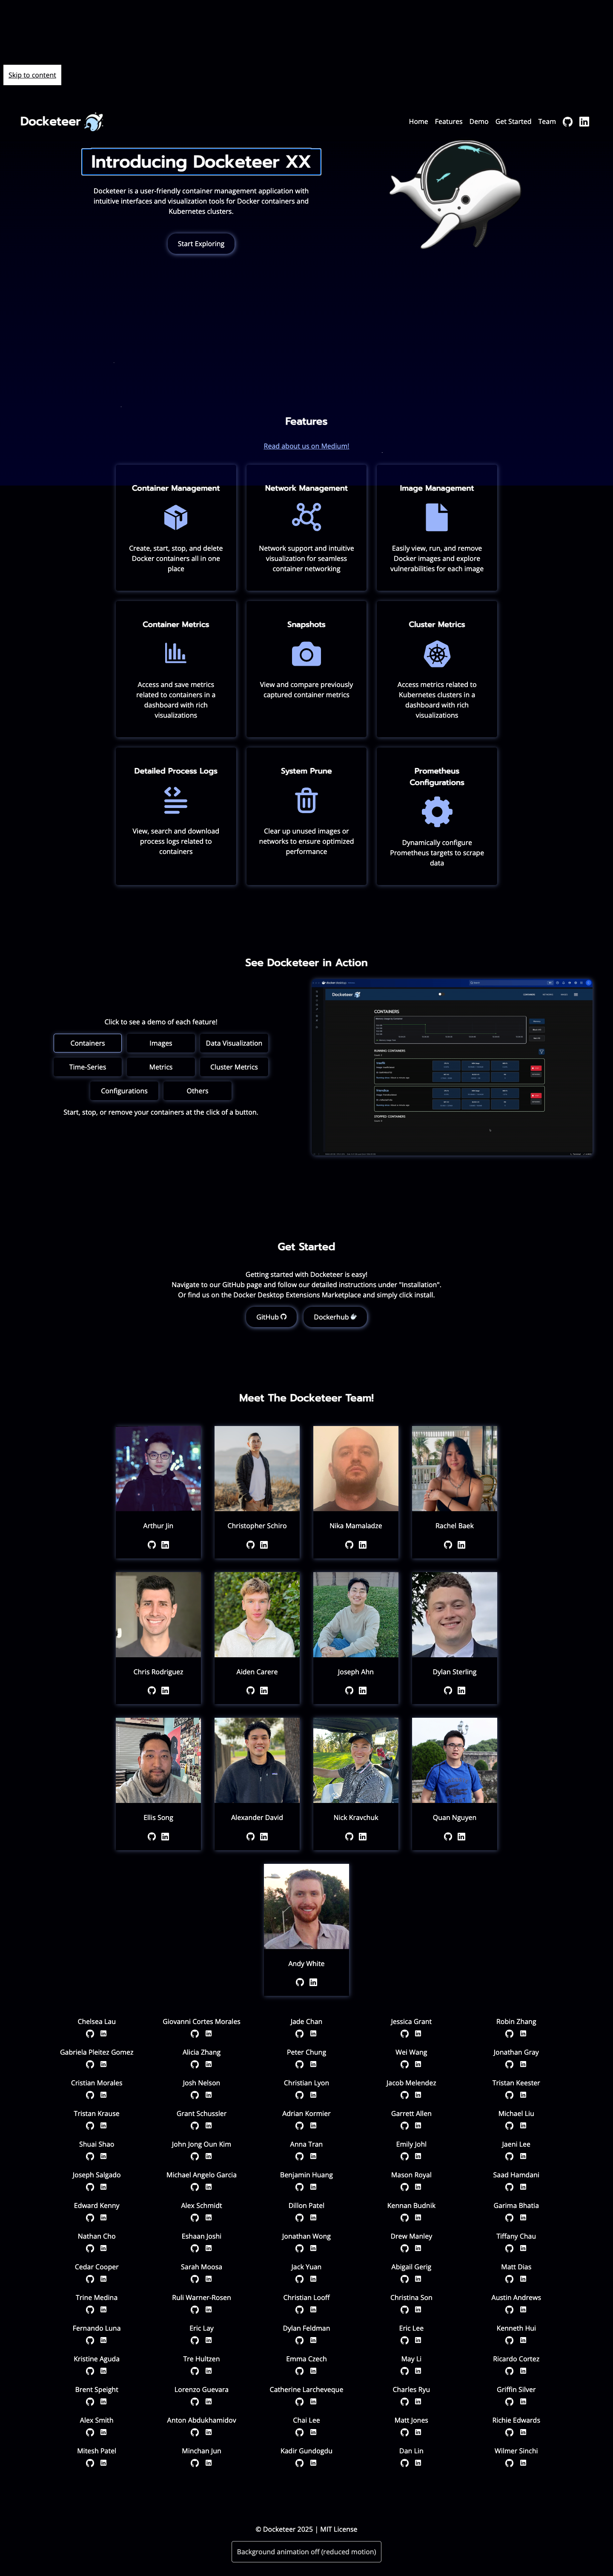 Skip to content
Docketeer
Home Features Demo Get Started Team
Introducing Docketeer XX
Docketeer is a user-friendly container management application with
intuitive interfaces and visualization tools for Docker containers and
Kubernetes clusters.
Start Exploring
Features
Read about us on Medium!
Container Management
Create, start, stop, and delete
Docker containers all in one
place
Network Management
Network support and intuitive
visualization for seamless
container networking
Image Management
Easily view, run, and remove
Docker images and explore
vulnerabilities for each image
Container Metrics
Access and save metrics
related to containers in a
dashboard with rich
visualizations
Snapshots
View and compare previously
captured container metrics
Cluster Metrics
Access metrics related to
Kubernetes clusters in a
dashboard with rich
visualizations
Detailed Process Logs
View, search and download
process logs related to
containers
System Prune
Clear up unused images or
networks to ensure optimized
performance
Prometheus
Configurations
Dynamically configure
Prometheus targets to scrape
data
See Docketeer in Action
Click to see a demo of each feature!
Containers Images Data Visualization
Time-Series Metrics Cluster Metrics
Configurations Others
Start, stop, or remove your containers at the click of a button.
Docketeer
CONTAINERS
RUNNING CONTAINERS
STOPPED CONTAINERS
Get Started
Getting started with Docketeer is easy!
Navigate to our GitHub page and follow our detailed instructions under "Installation".
Or find us on the Docker Desktop Extensions Marketplace and simply click install.
GitHub Dockerhub
Meet The Docketeer Team!
Arthur Jin Christopher Schiro Nika Mamaladze Rachel Baek
Chris Rodriguez Aiden Carere Joseph Ahn Dylan Sterling
Ellis Song Alexander David Nick Kravchuk Quan Nguyen
Andy White
Chelsea Lau Giovanni Cortes Morales Jade Chan Jessica Grant Robin Zhang
Gabriela Pleitez Gomez Alicia Zhang Peter Chung Wei Wang Jonathan Gray
Cristian Morales Josh Nelson Christian Lyon Jacob Melendez Tristan Keester
Tristan Krause Grant Schussler Adrian Kormier Garrett Allen Michael Liu
Shuai Shao John Jong Oun Kim Anna Tran Emily Johl Jaeni Lee
Joseph Salgado Michael Angelo Garcia Benjamin Huang Mason Royal Saad Hamdani
Edward Kenny Alex Schmidt Dillon Patel Kennan Budnik Garima Bhatia
Nathan Cho Eshaan Joshi Jonathan Wong Drew Manley Tiffany Chau
Cedar Cooper Sarah Moosa Jack Yuan Abigail Gerig Matt Dias
Trine Medina Ruli Warner-Rosen Christian Looff Christina Son Austin Andrews
Fernando Luna Eric Lay Dylan Feldman Eric Lee Kenneth Hui
Kristine Aguda Tre Hultzen Emma Czech May Li Ricardo Cortez
Brent Speight Lorenzo Guevara Catherine Larcheveque Charles Ryu Griffin Silver
Alex Smith Anton Abdukhamidov Chai Lee Matt Jones Richie Edwards
Mitesh Patel Minchan Jun Kadir Gundogdu Dan Lin Wilmer Sinchi
© Docketeer 2025 | MIT License
Background animation off (reduced motion)